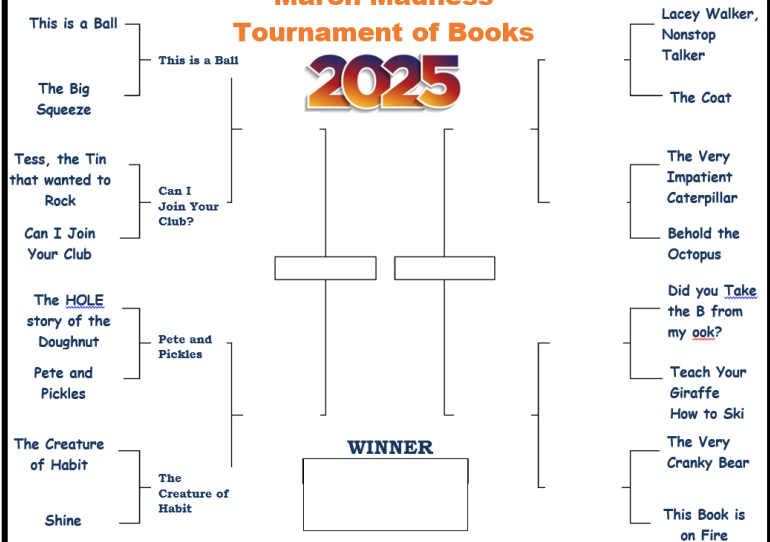 March Madness
Tournament of Books
2025
This is a Ball
The Big
Squeeze
Tess, the Tin
that wanted to
Rock
Can I Join
Your Club
The HOLE
story of the
Doughnut
Pete and
Pickles
The Creature
of Habit
Shine
This is a Ball
Can I
Join Your
Club?
Pete and
Pickles
The
Creature of
Habit
WINNER
Lacey Walker,
Nonstop
Talker
The Coat
The Very
Impatient
Caterpillar
Behold the
Octopus
Did you Take
the B from
my ook?
Teach Your
Giraffe
How to Ski
The Very
Cranky Bear
This Book is
on Fire